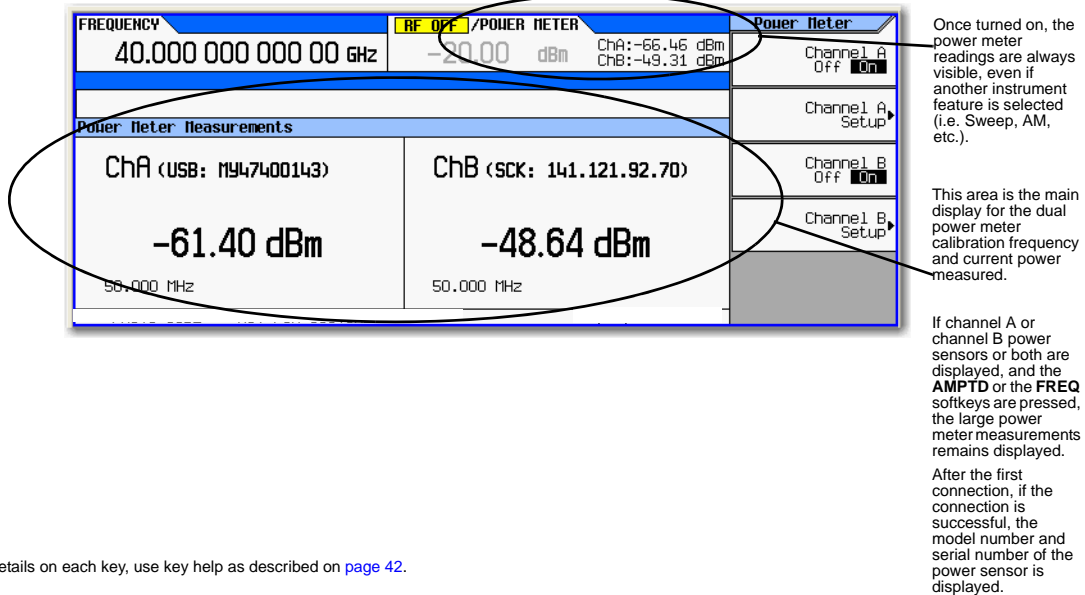 FREQUENCY
40.000 000 000 00 GHz
RF OFF /POWER METER
-20.00 dBm
ChA:-66.46 dBm
ChB:-49.31 dBm
Power Meter
Channel A
Off On
Channel A
Setup
Channel B
Off On
Channel B
Setup
Power Meter Measurements
ChA (USB: MY47400143)
-61.40 dBm
50.000 MHz
ChB (SCK: 141.121.92.70)
-48.64 dBm
50.000 MHz
Once turned on, the
power meter
readings are always
visible, even if
another instrument
feature is selected
(i.e. Sweep, AM,
etc.).
This area is the main
display for the dual
power meter
calibration frequency
and current power
measured.
If channel A or
channel B power
sensors or both are
displayed, and the
AMPTD or the FREQ
softkeys are pressed,
the large power
meter measurements
remains displayed.
After the first
connection, if the
connection is
successful, the
model number and
serial number of the
power sensor is
displayed.
etails on each key, use key help as described on page 42.